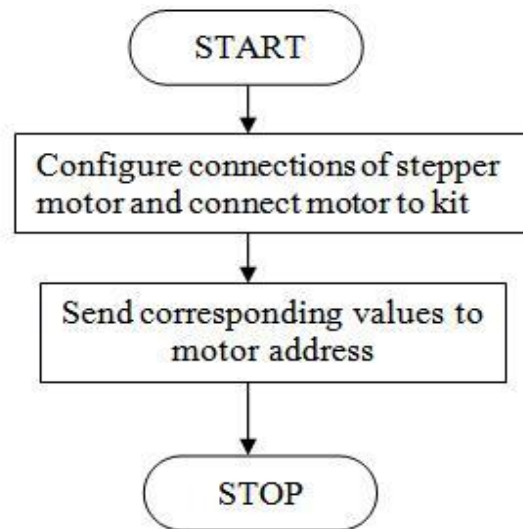 START
Configure connections of stepper
motor and connect motor to kit
Send corresponding values to
motor address
STOP